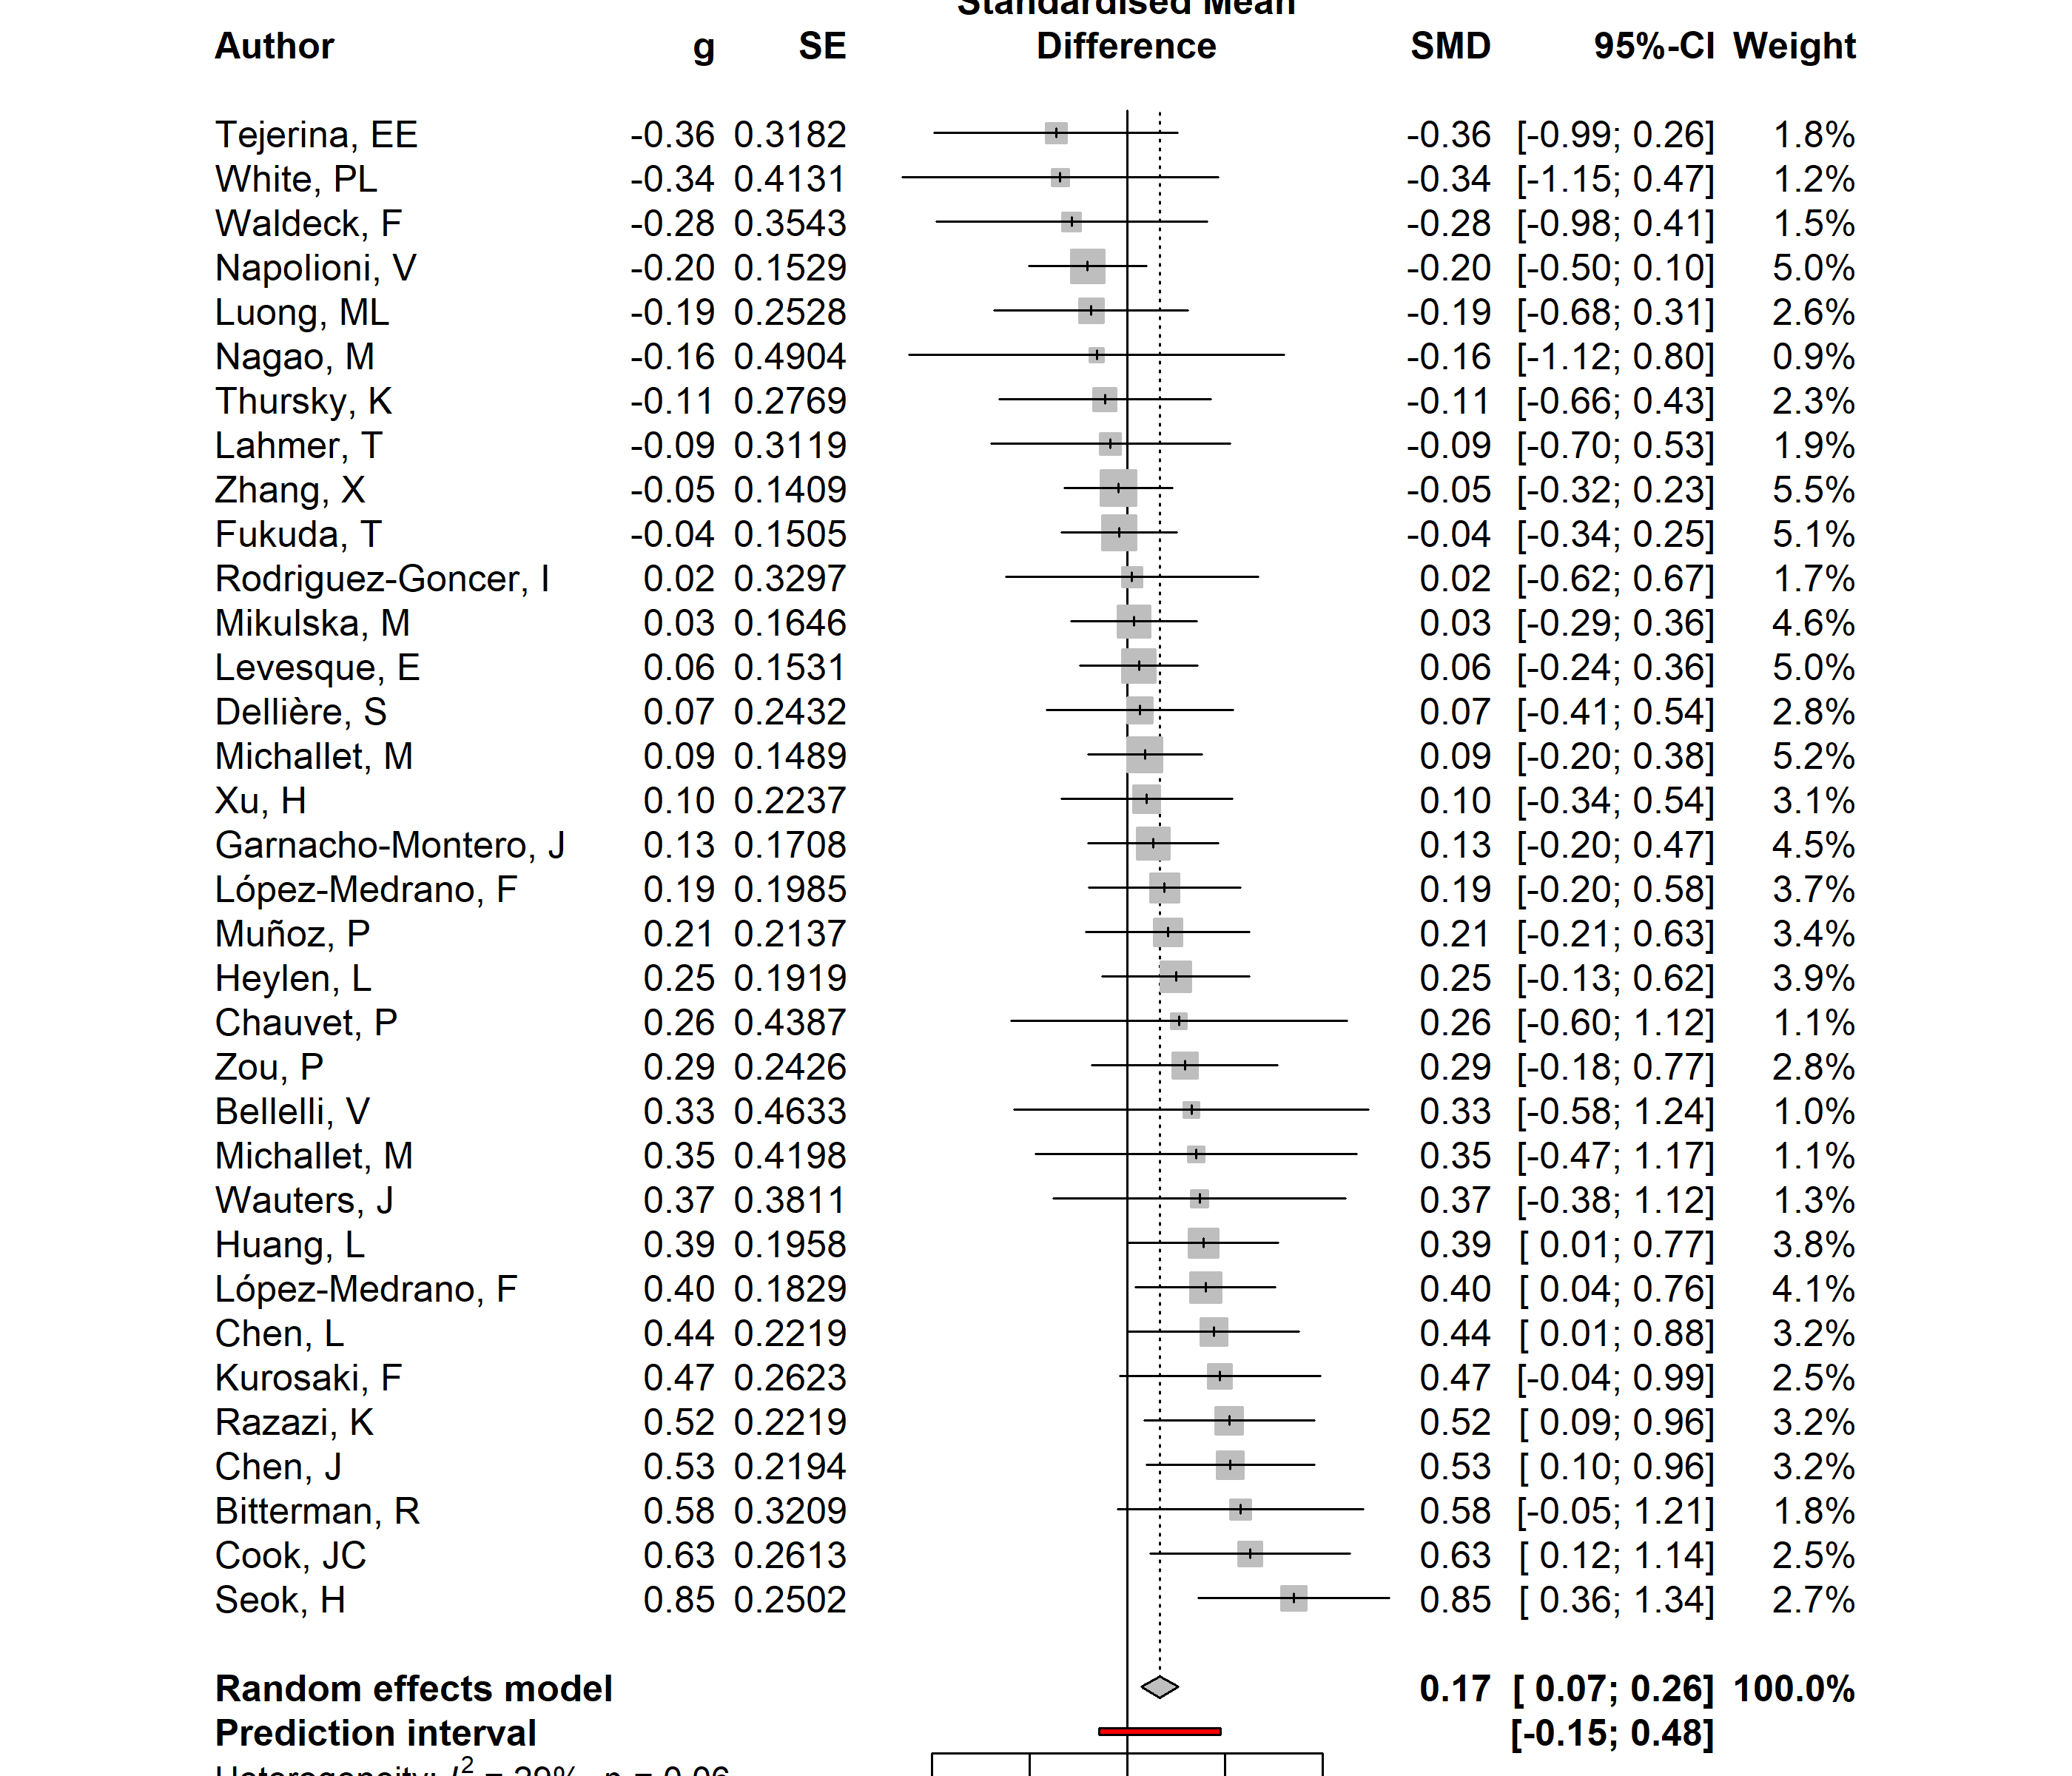 Standardised Mean
Author g SE Difference SMD 95%-CI Weight
Tejerina, EE -0.36 0.3182 -0.36 [-0.99; 0.26] 1.8%
White, PL -0.34 0.4131 -0.34 [-1.15; 0.47] 1.2%
Waldeck, F -0.28 0.3543 -0.28 [-0.98; 0.41] 1.5%
Napolioni, V -0.20 0.1529 -0.20 [-0.50; 0.10] 5.0%
Luong, ML -0.19 0.2528 -0.19 [-0.68; 0.31] 2.6%
Nagao, M -0.16 0.4904 -0.16 [-1.12; 0.80] 0.9%
Thursky, K -0.11 0.2769 -0.11 [-0.66; 0.43] 2.3%
Lahmer, T -0.09 0.3119 -0.09 [-0.70; 0.53] 1.9%
Zhang, X -0.05 0.1409 -0.05 [-0.32; 0.23] 5.5%
Fukuda, T -0.04 0.1505 -0.04 [-0.34; 0.25] 5.1%
Rodriguez-Goncer, I 0.02 0.3297 0.02 [-0.62; 0.67] 1.7%
Mikulska, M 0.03 0.1646 0.03 [-0.29; 0.36] 4.6%
Levesque, E 0.06 0.1531 0.06 [-0.24; 0.36] 5.0%
Dellière, S 0.07 0.2432 0.07 [-0.41; 0.54] 2.8%
Michallet, M 0.09 0.1489 0.09 [-0.20; 0.38] 5.2%
Xu, H 0.10 0.2237 0.10 [-0.34; 0.54] 3.1%
Garnacho-Montero, J 0.13 0.1708 0.13 [-0.20; 0.47] 4.5%
López-Medrano, F 0.19 0.1985 0.19 [-0.20; 0.58] 3.7%
Muñoz, P 0.21 0.2137 0.21 [-0.21; 0.63] 3.4%
Heylen, L 0.25 0.1919 0.25 [-0.13; 0.62] 3.9%
Chauvet, P 0.26 0.4387 0.26 [-0.60; 1.12] 1.1%
Zou, P 0.29 0.2426 0.29 [-0.18; 0.77] 2.8%
Bellelli, V 0.33 0.4633 0.33 [-0.58; 1.24] 1.0%
Michallet, M 0.35 0.4198 0.35 [-0.47; 1.17] 1.1%
Wauters, J 0.37 0.3811 0.37 [-0.38; 1.12] 1.3%
Huang, L 0.39 0.1958 0.39 [ 0.01; 0.77] 3.8%
López-Medrano, F 0.40 0.1829 0.40 [ 0.04; 0.76] 4.1%
Chen, L 0.44 0.2219 0.44 [ 0.01; 0.88] 3.2%
Kurosaki, F 0.47 0.2623 0.47 [-0.04; 0.99] 2.5%
Razazi, K 0.52 0.2219 0.52 [ 0.09; 0.96] 3.2%
Chen, J 0.53 0.2194 0.53 [ 0.10; 0.96] 3.2%
Bitterman, R 0.58 0.3209 0.58 [-0.05; 1.21] 1.8%
Cook, JC 0.63 0.2613 0.63 [ 0.12; 1.14] 2.5%
Seok, H 0.85 0.2502 0.85 [ 0.36; 1.34] 2.7%
Random effects model 0.17 [ 0.07; 0.26] 100.0%
Prediction interval [-0.15; 0.48]
Heterogeneity: I² = 29%, p = 0.06